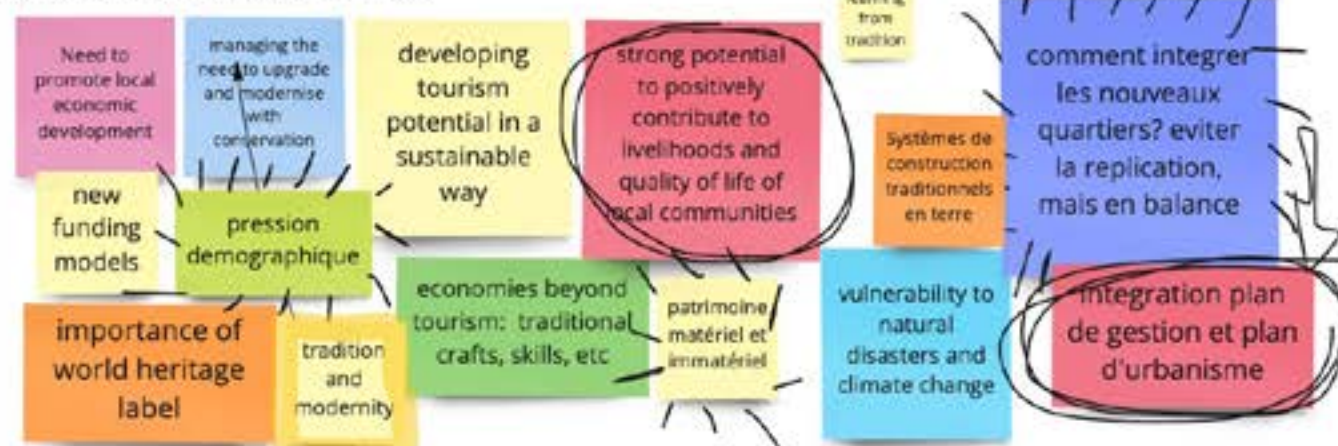 Need to
promote local
economic
development
managing the
need to upgrade
and modernise
with
conservation
developing
tourism
potential in a
sustainable
way
strong potential
to positively
contribute to
livelihoods and
quality of life of
local communities
from
tradition
comment integrer
les nouveaux
quartiers? eviter
la replication,
mais en balance
Systèmes de
construction
traditionnels
en terre
new
funding
models
pression
demographique
economies beyond
tourism: traditional
crafts, skills, etc
patrimoine
matériel et
immatériel
vulnerability to
natural
disasters and
climate change
integration plan
de gestion et plan
d'urbanisme
importance of
world heritage
label
tradition
and
modernity